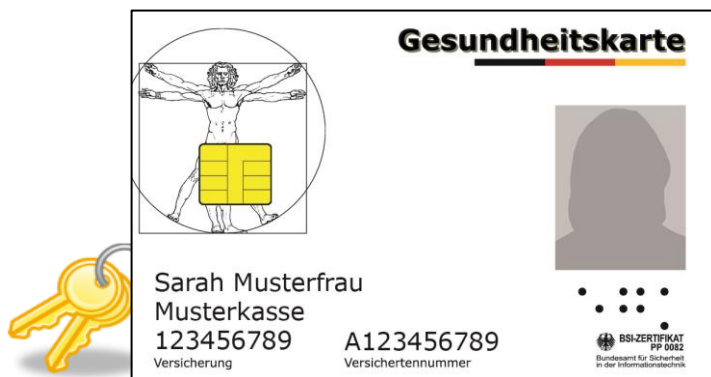 Gesundheitskarte
Sarah Musterfrau
Musterkasse
123456789 A123456789
Versicherung Versichertennummer
BSI-ZERTIFIKAT
PP 0082
Bundesamt für Sicherheit
in der Informationstechnik